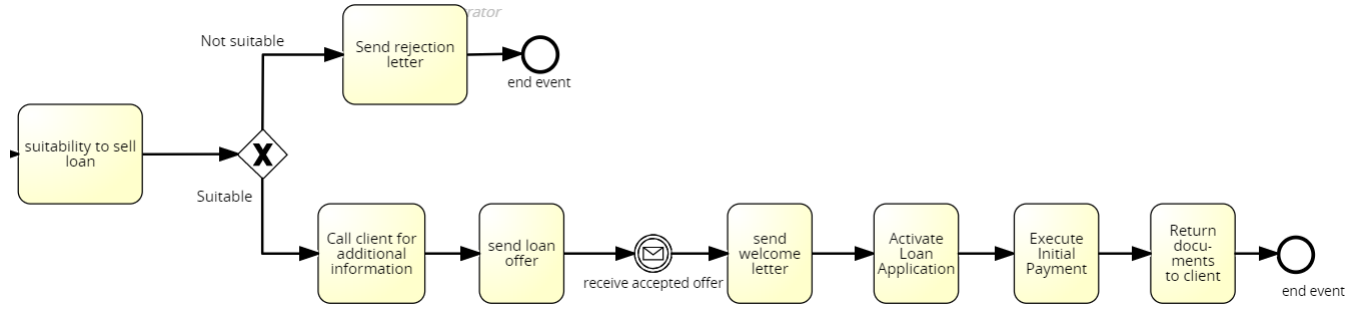 Not suitable
Send rejection
letter
end event
suitability to sell
loan
X
Suitable
Call client for
additional
information
send loan
offer
receive accepted offer
send
welcome
letter
Activate
Loan
Application
Execute
Initial
Payment
Return
docu-
ments
to client
end event